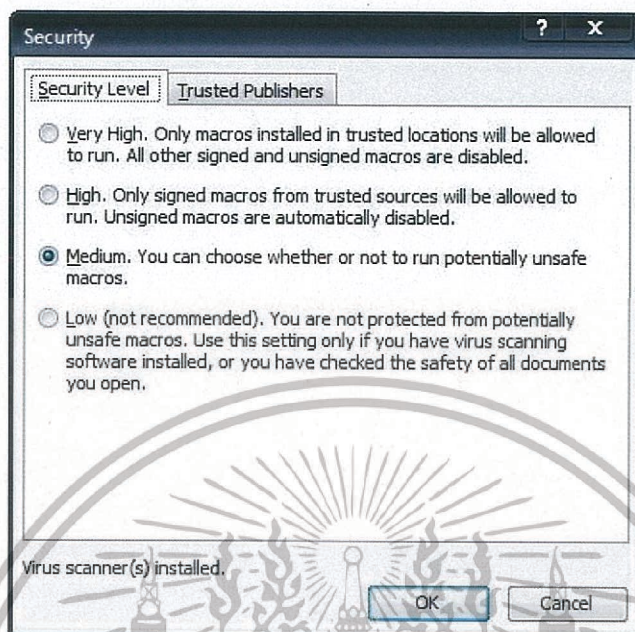 Security
? X
Security Level Trusted Publishers
Very High. Only macros installed in trusted locations will be allowed
to run. All other signed and unsigned macros are disabled.
High. Only signed macros from trusted sources will be allowed to
run. Unsigned macros are automatically disabled.
Medium. You can choose whether or not to run potentially unsafe
macros.
Low (not recommended). You are not protected from potentially
unsafe macros. Use this setting only if you have virus scanning
software installed, or you have checked the safety of all documents
you open.
Virus scanner(s) installed.
OK Cancel